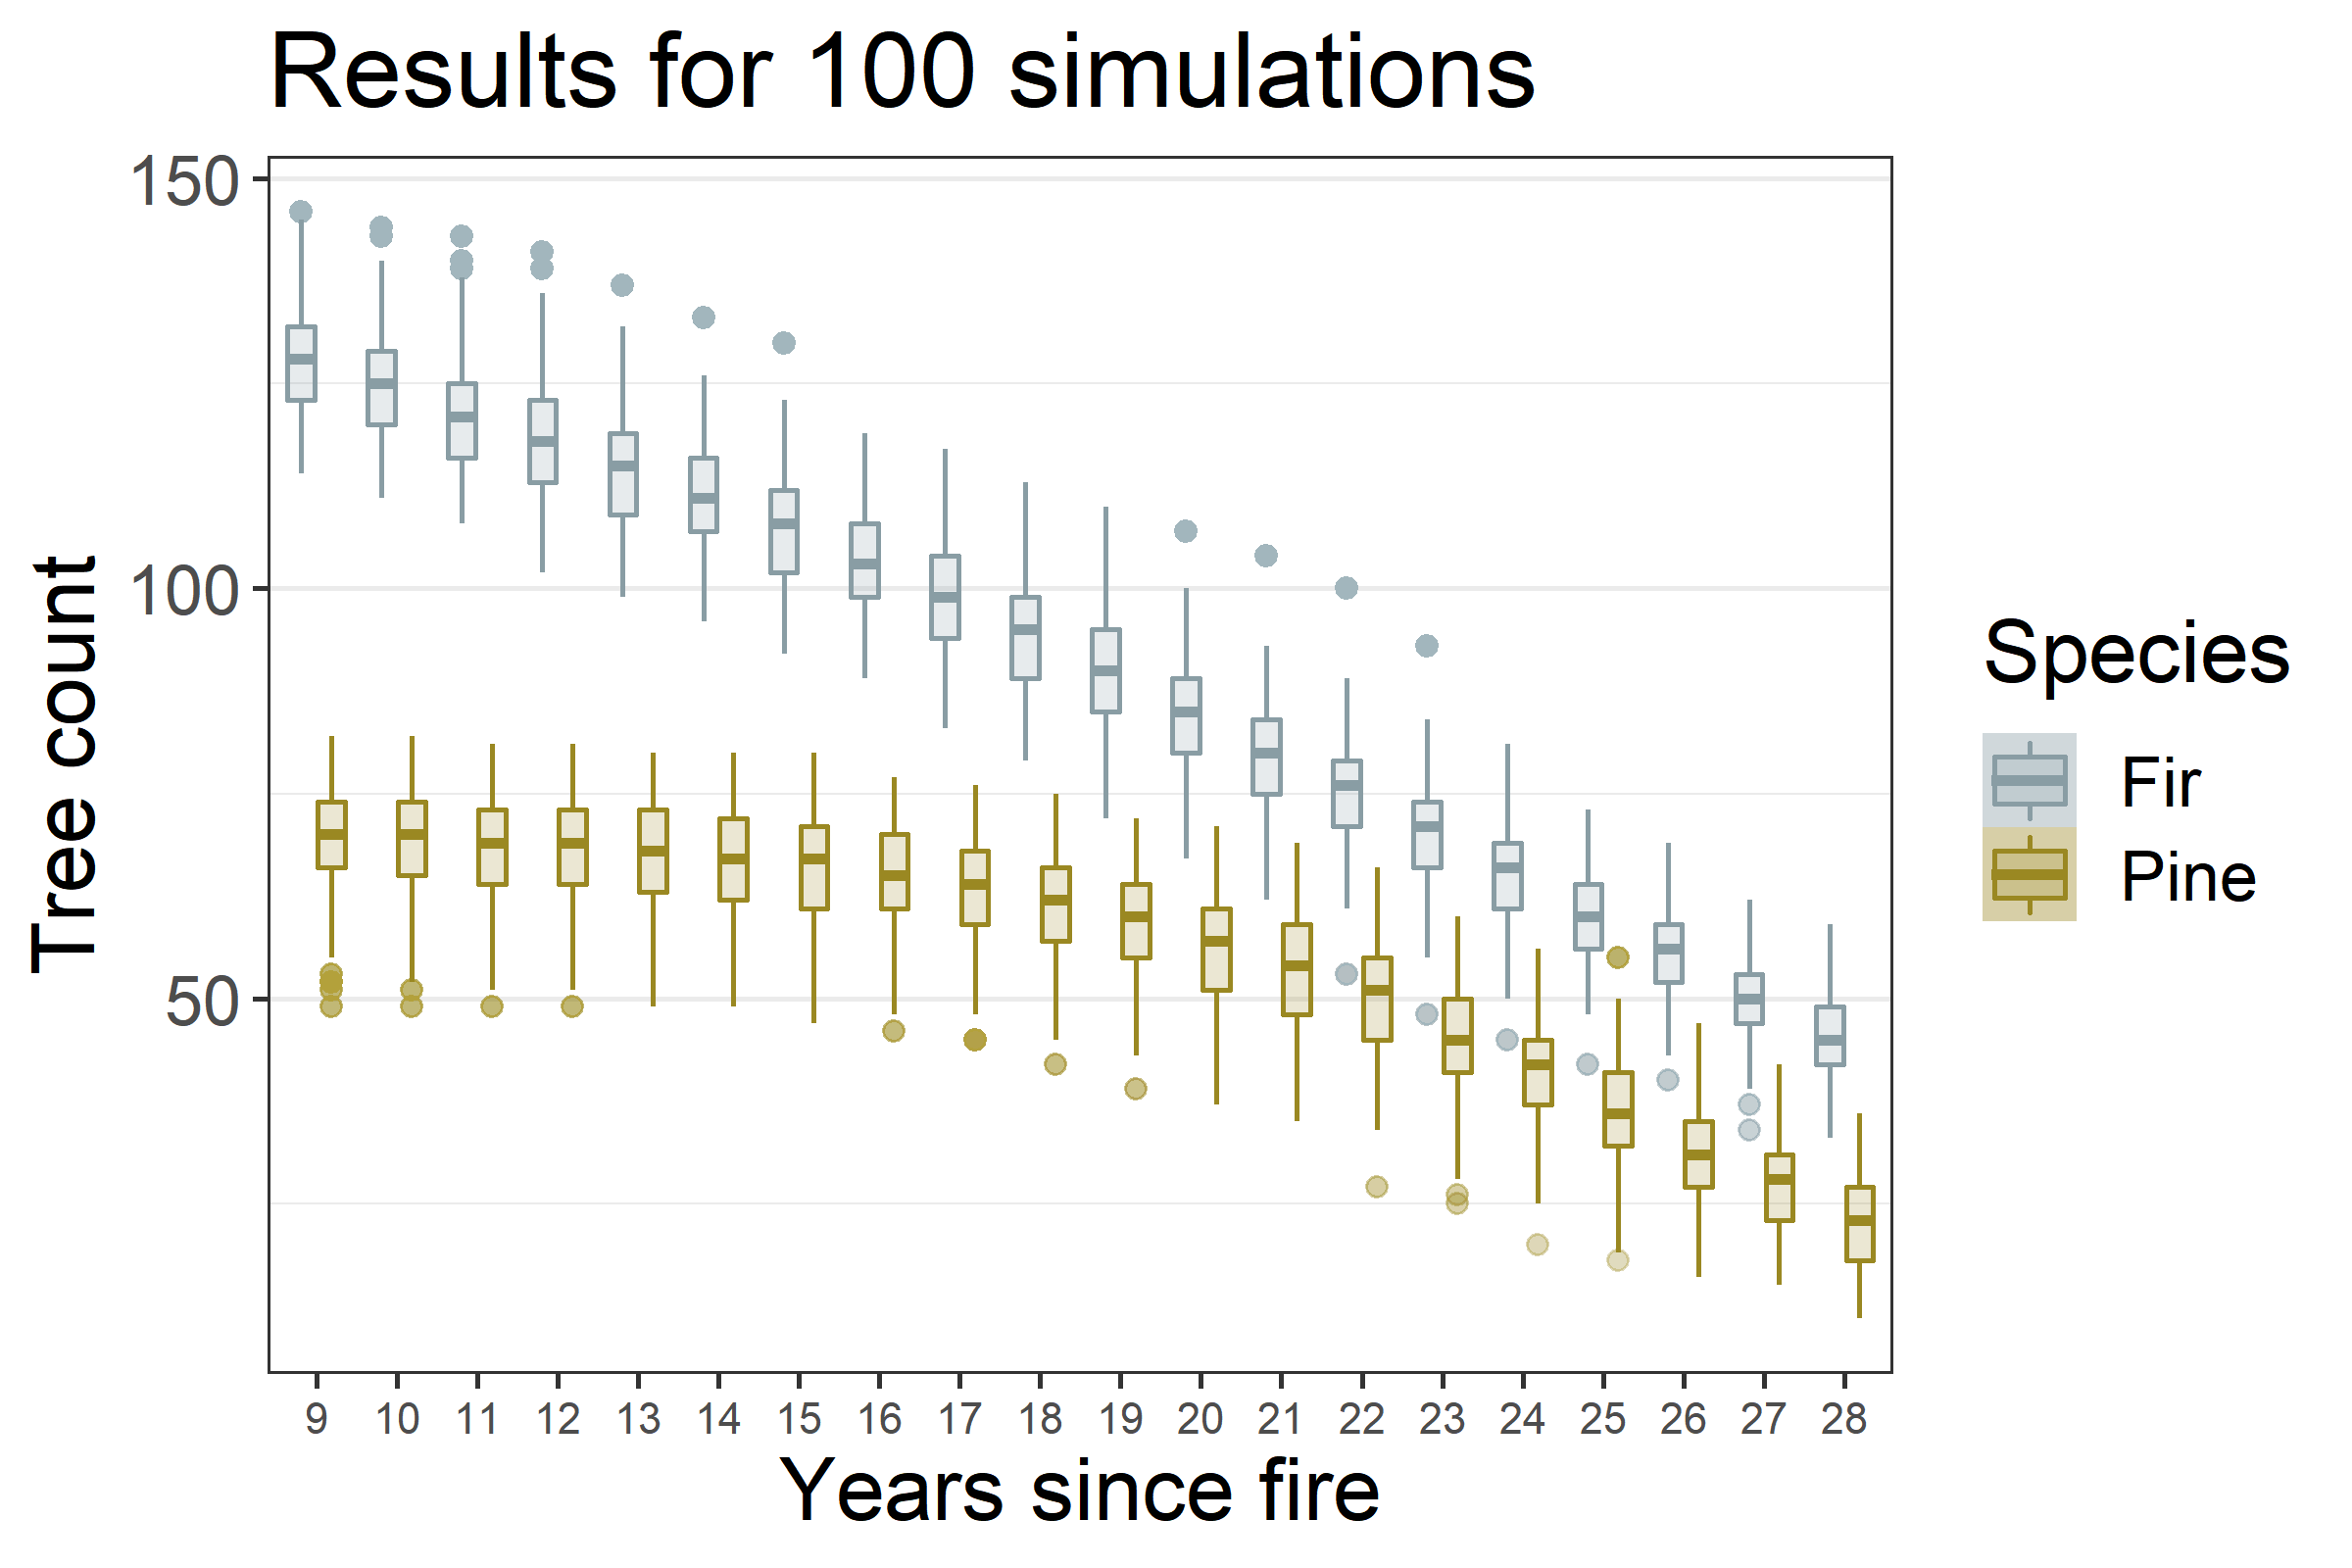 Results for 100 simulations
150
100
50
Tree count
9 10 11 12 13 14 15 16 17 18 19 20 21 22 23 24 25 26 27 28
Years since fire
Species
Fir
Pine